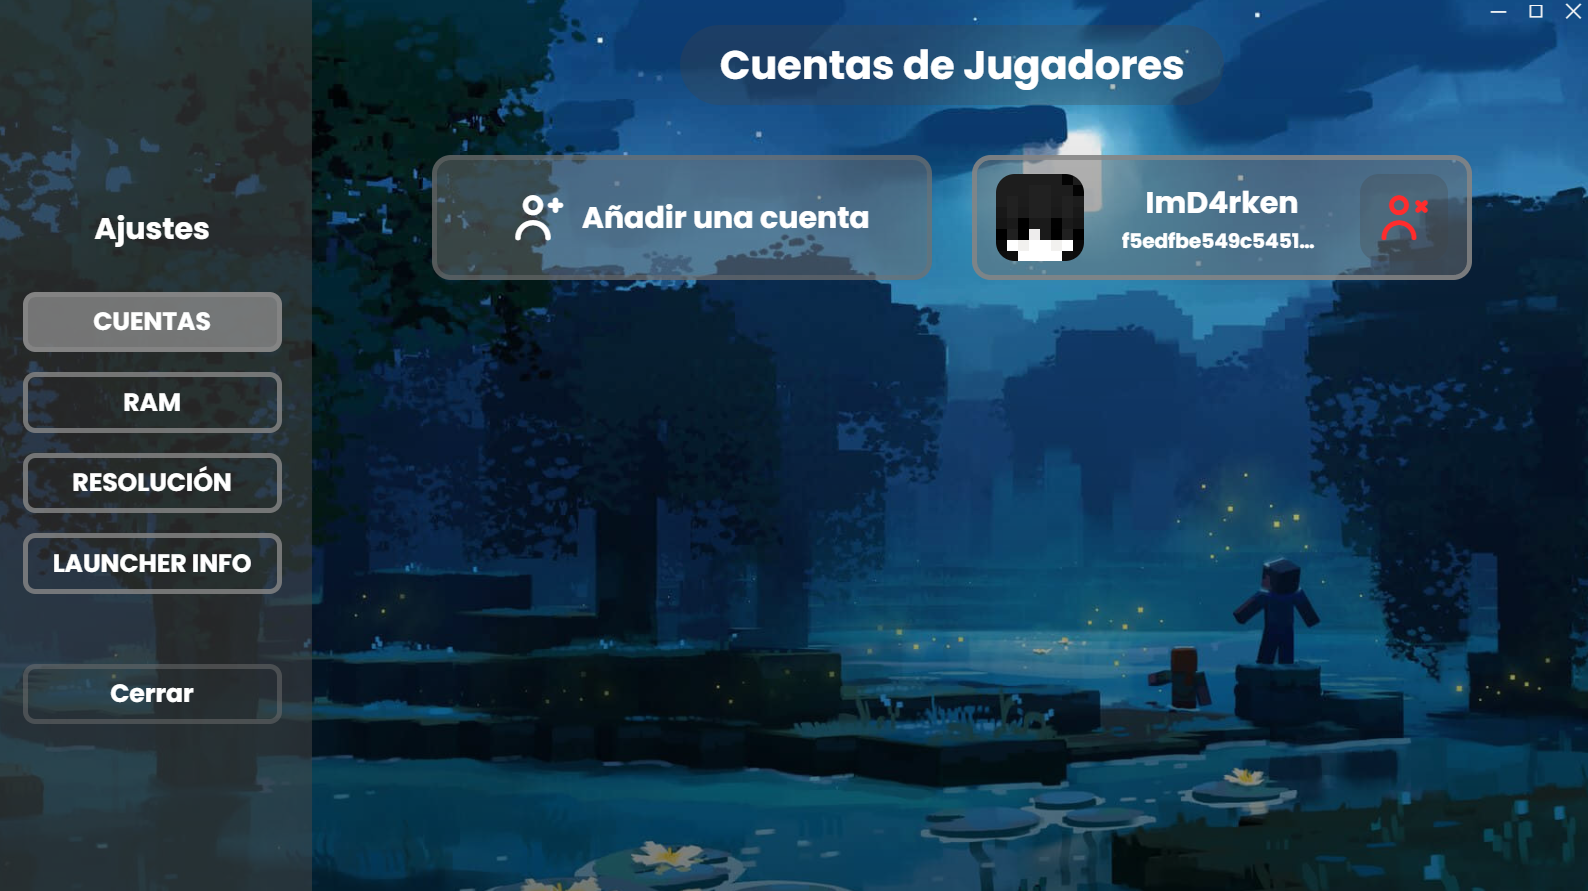 Cuentas de Jugadores
Añadir una cuenta
ImD4rken
f5edfbe549c5451...
Ajustes
CUENTAS
RAM
RESOLUCIÓN
LAUNCHER INFO
Cerrar